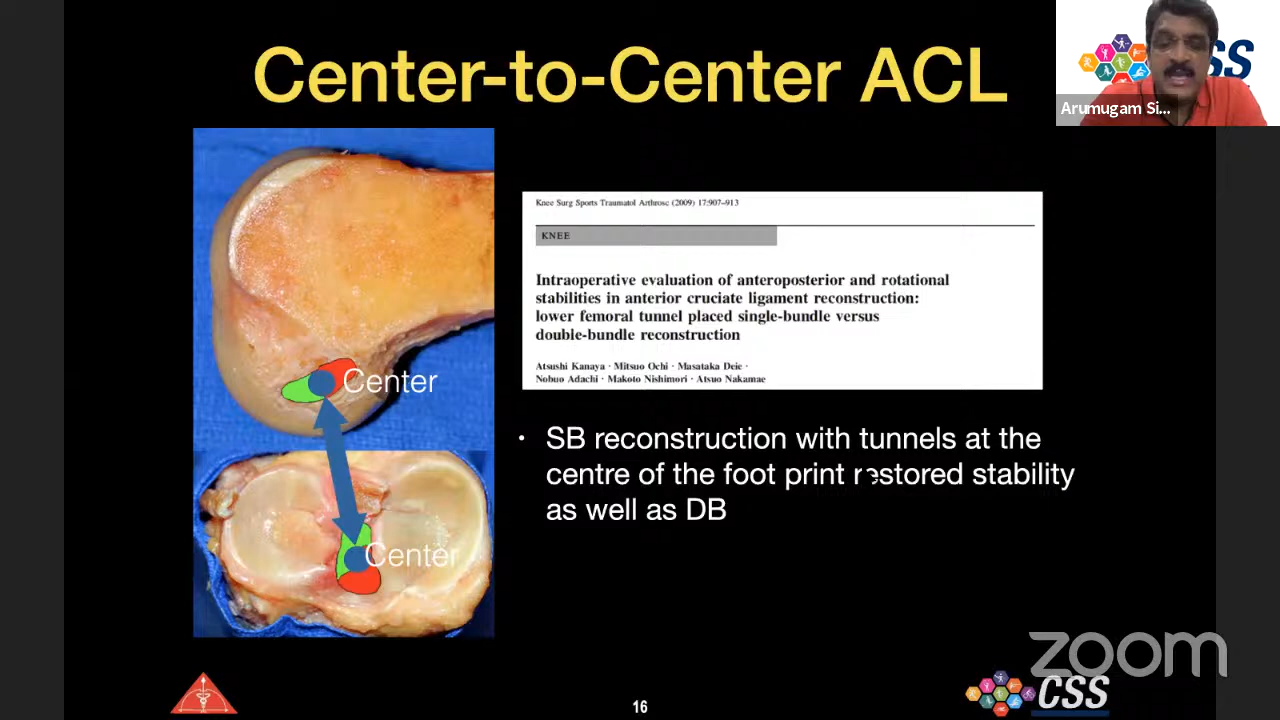 Center-to-Center ACL
CSS
Arumugam Si...
Center
Center
Knee Surg Sports Traumatol Arthrosc (2009) 17:907–913
KNEE
Intraoperative evaluation of anteroposterior and rotational
stabilities in anterior cruciate ligament reconstruction:
lower femoral tunnel placed single-bundle versus
double-bundle reconstruction
Atsushi Kanaya · Mitsuo Ochi · Masataka Deie ·
Nobuo Adachi · Makoto Nishimori · Atsuo Nakamae
• SB reconstruction with tunnels at the
centre of the foot print restored stability
as well as DB
zoom
CSS
16